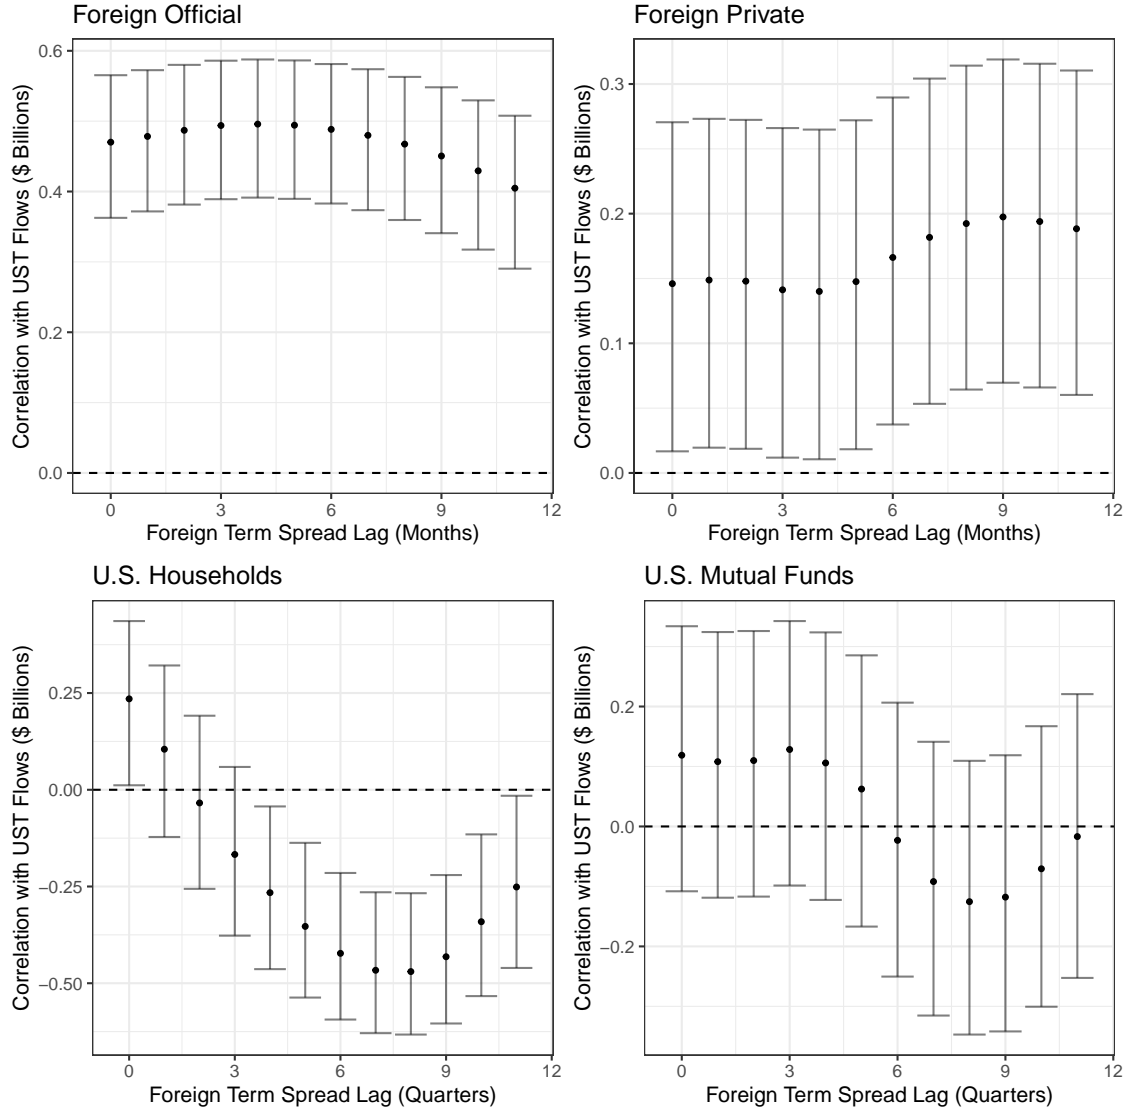 Foreign Official
Correlation with UST Flows ($ Billions)
0.6
0.4
0.2
0.0
0 3 6 9 12
Foreign Term Spread Lag (Months)
Foreign Private
Correlation with UST Flows ($ Billions)
0.3
0.2
0.1
0.0
0 3 6 9 12
Foreign Term Spread Lag (Months)
U.S. Households
Correlation with UST Flows ($ Billions)
0.25
0.00
−0.25
−0.50
0 3 6 9 12
Foreign Term Spread Lag (Quarters)
U.S. Mutual Funds
Correlation with UST Flows ($ Billions)
0.2
0.0
−0.2
0 3 6 9 12
Foreign Term Spread Lag (Quarters)